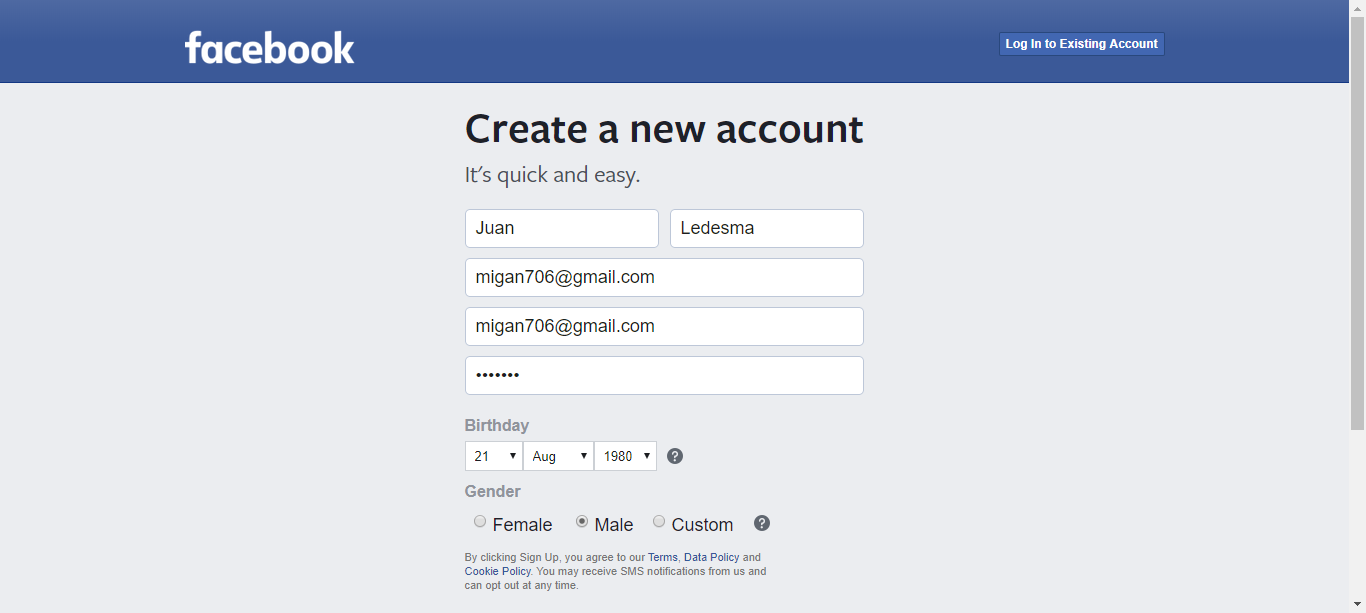 facebook
Log In to Existing Account
Create a new account
It's quick and easy.
Juan Ledesma
migan706@gmail.com
migan706@gmail.com
•••••••
Birthday
21 Aug 1980 ?
Gender
Female Male Custom ?
By clicking Sign Up, you agree to our Terms, Data Policy and
Cookie Policy. You may receive SMS notifications from us and
can opt out at any time.